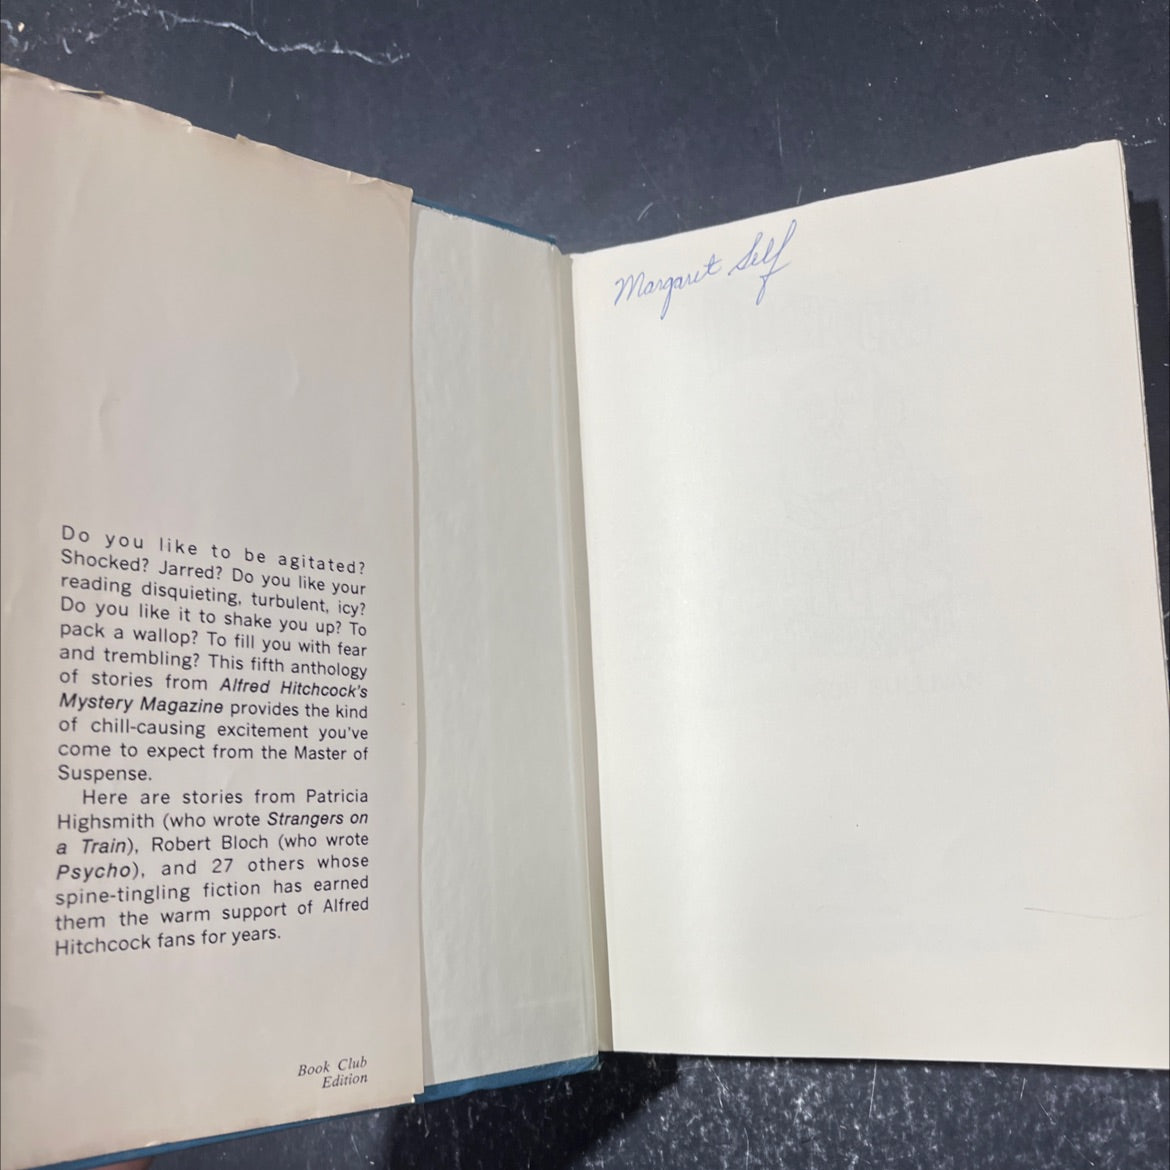 Do you like to be agitated?
Shocked? Jarred? Do you like your
reading disquieting, turbulent, icy?
Do you like it to shake you up? To
pack a wallop? To fill you with fear
and trembling? This fifth anthology
of stories from Alfred Hitchcock's
Mystery Magazine provides the kind
of chill-causing excitement you've
come to expect from the Master of
Suspense.
Here are stories from Patricia
Highsmith (who wrote Strangers on
a Train), Robert Bloch (who wrote
Psycho), and 27 others whose
spine-tingling fiction has earned
them the warm support of Alfred
Hitchcock fans for years.
Book Club
Edition
Margaret Self